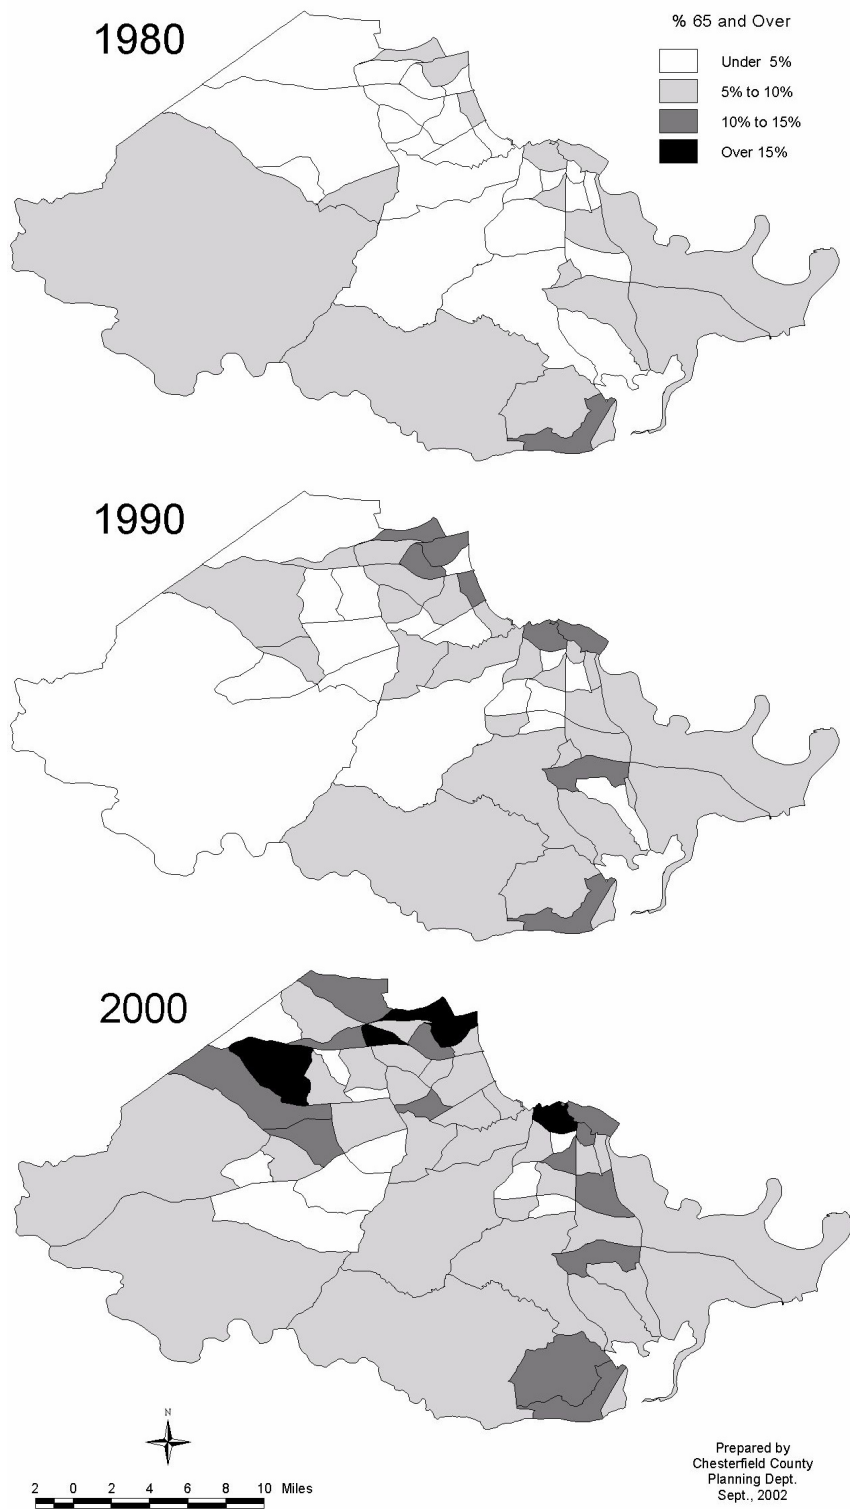 1980
% 65 and Over
Under 5%
5% to 10%
10% to 15%
Over 15%
1990
2000
N
2 0 2 4 6 8 10 Miles
Prepared by
Chesterfield County
Planning Dept.
Sept., 2002